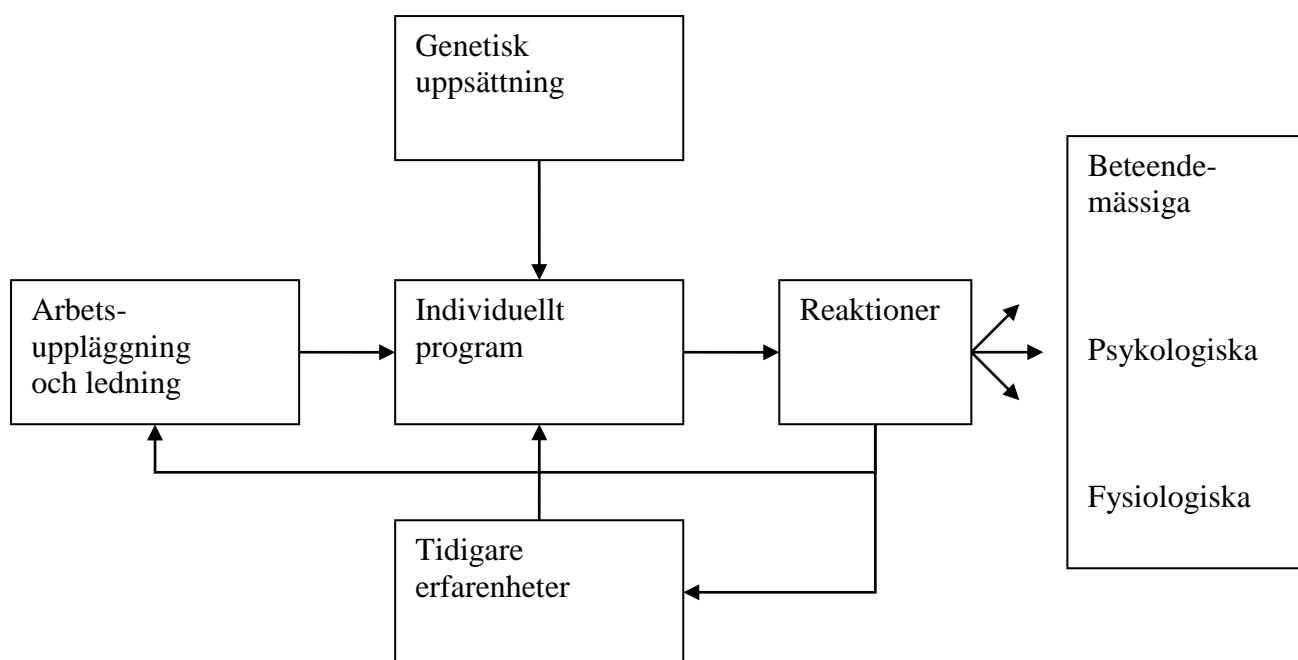 Genetisk
uppsättning
Beteende-
mässiga
Arbets-
uppläggning
och ledning
Individuellt
program
Reaktioner
Psykologiska
Fysiologiska
Tidigare
erfarenheter